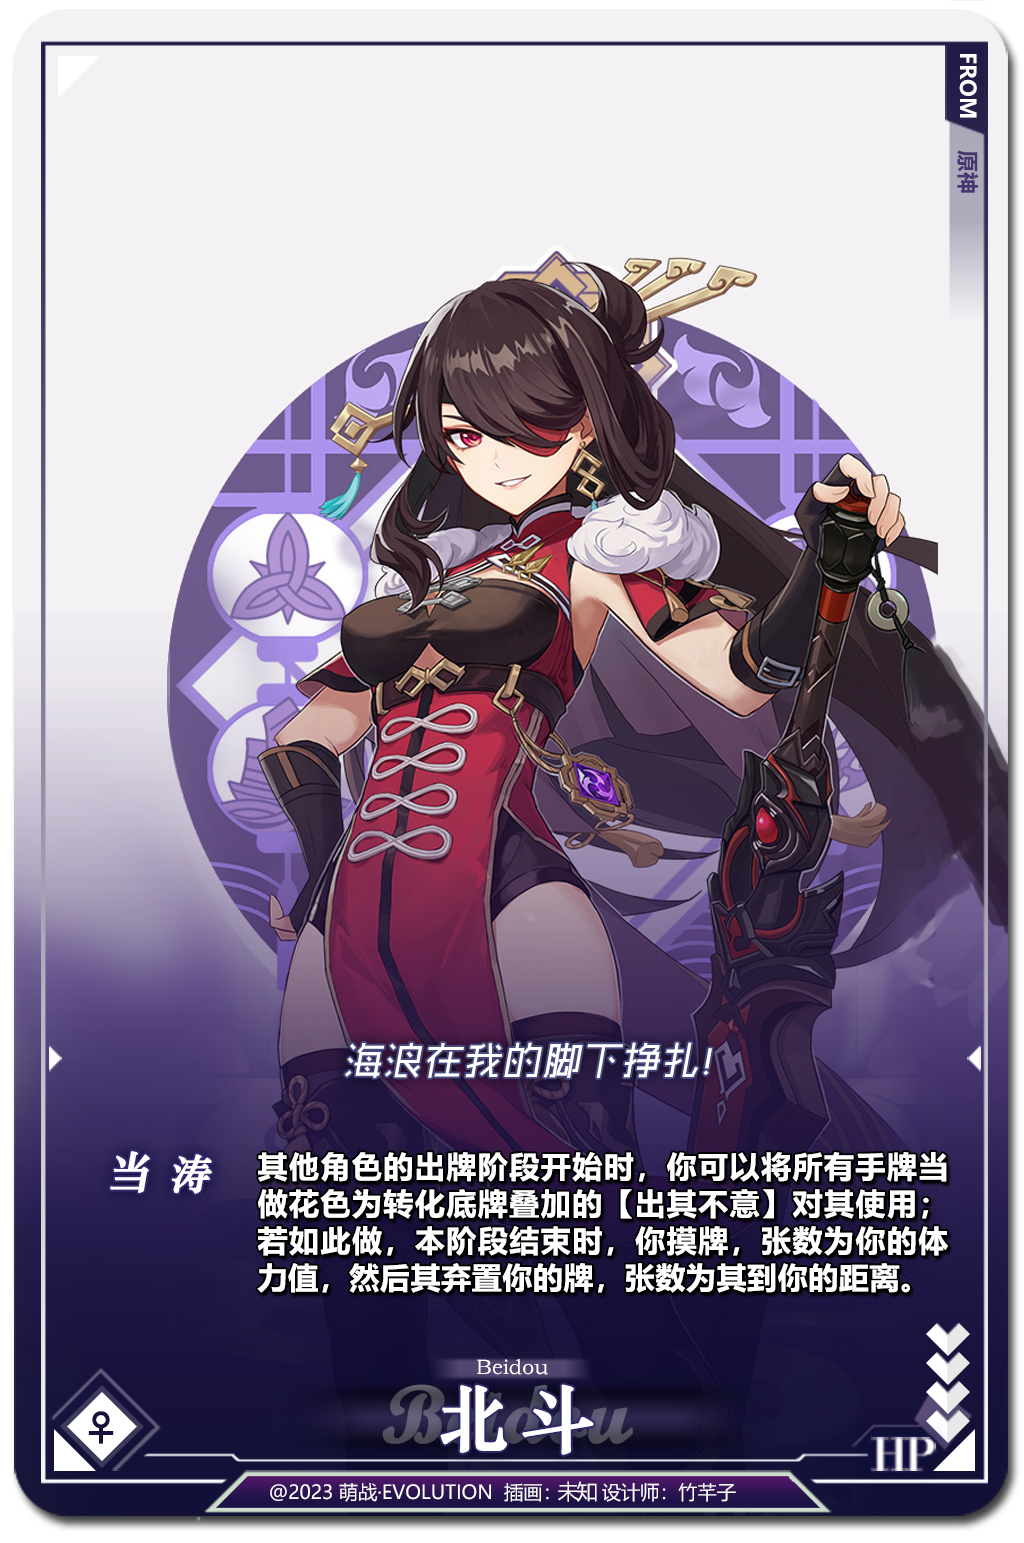 FROM
原神
海浪在我的脚下挣扎!
当 涛
其他角色的出牌阶段开始时，你可以将所有手牌当
做花色为转化底牌叠加的【出其不意】对其使用；
若如此做，本阶段结束时，你摸牌，张数为你的体
力值，然后其弃置你的牌，张数为其到你的距离。
Beidou
Beidou
北斗
HP
@2023 萌战·EVOLUTION 插画：未知 设计师：竹芊子